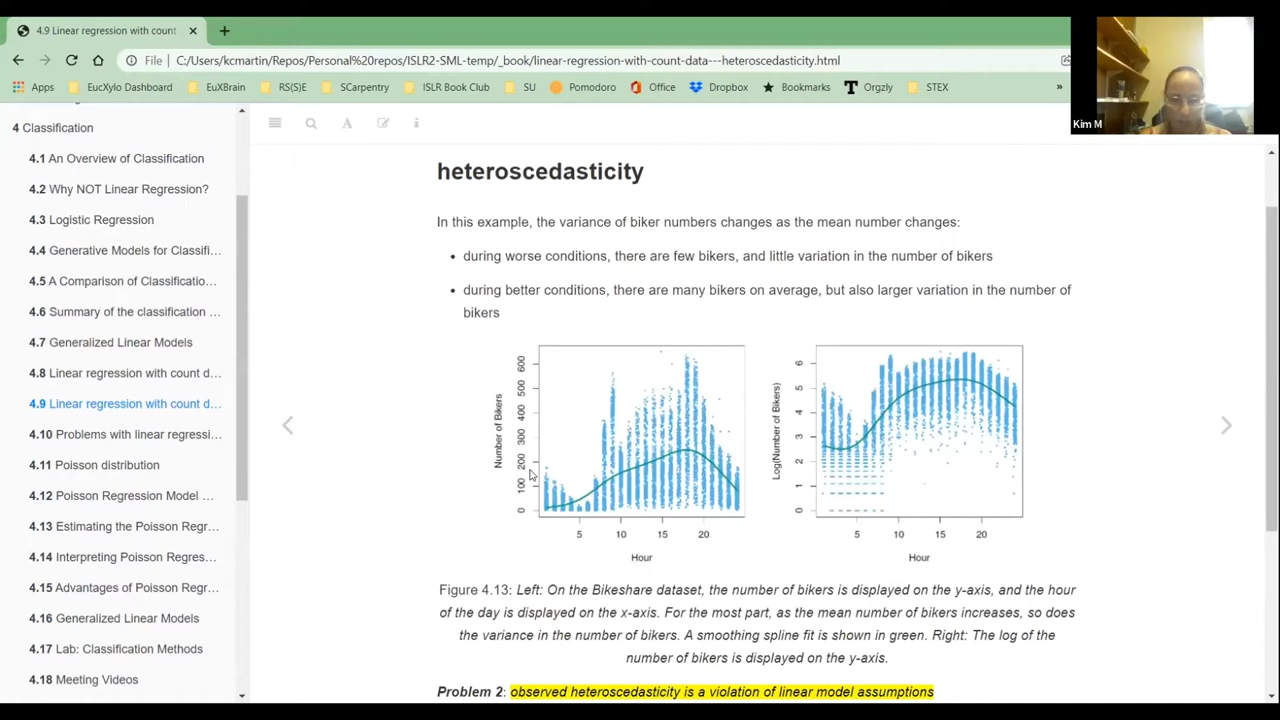 4.9 Linear regression with count
File
C:/Users/kcmartin/Repos/Personal%20repos/ISLR2-SML-temp/_book/linear-regression-with-count-data---heteroscedasticity.html
Apps EucXylo Dashboard EuXBrain RS(S)E SCarpentry ISLR Book Club SU Pomodoro Office Dropbox Bookmarks Orgzly STEX »
Kim M
4 Classification
4.1 An Overview of Classification
4.2 Why NOT Linear Regression?
4.3 Logistic Regression
4.4 Generative Models for Classifi...
4.5 A Comparison of Classificatio...
4.6 Summary of the classification ...
4.7 Generalized Linear Models
4.8 Linear regression with count d...
4.9 Linear regression with count d...
4.10 Problems with linear regressi...
4.11 Poisson distribution
4.12 Poisson Regression Model ...
4.13 Estimating the Poisson Regr...
4.14 Interpreting Poisson Regres...
4.15 Advantages of Poisson Regr...
4.16 Generalized Linear Models
4.17 Lab: Classification Methods
4.18 Meeting Videos
heteroscedasticity
In this example, the variance of biker numbers changes as the mean number changes:
• during worse conditions, there are few bikers, and little variation in the number of bikers
• during better conditions, there are many bikers on average, but also larger variation in the number of
bikers
Number of Bikers
600
500
400
300
200
100
0
5 10 15 20
Hour
Log(Number of Bikers)
6
5
4
3
2
1
0
5 10 15 20
Hour
Figure 4.13: Left: On the Bikeshare dataset, the number of bikers is displayed on the y-axis, and the hour
of the day is displayed on the x-axis. For the most part, as the mean number of bikers increases, so does
the variance in the number of bikers. A smoothing spline fit is shown in green. Right: The log of the
number of bikers is displayed on the y-axis.
Problem 2: observed heteroscedasticity is a violation of linear model assumptions